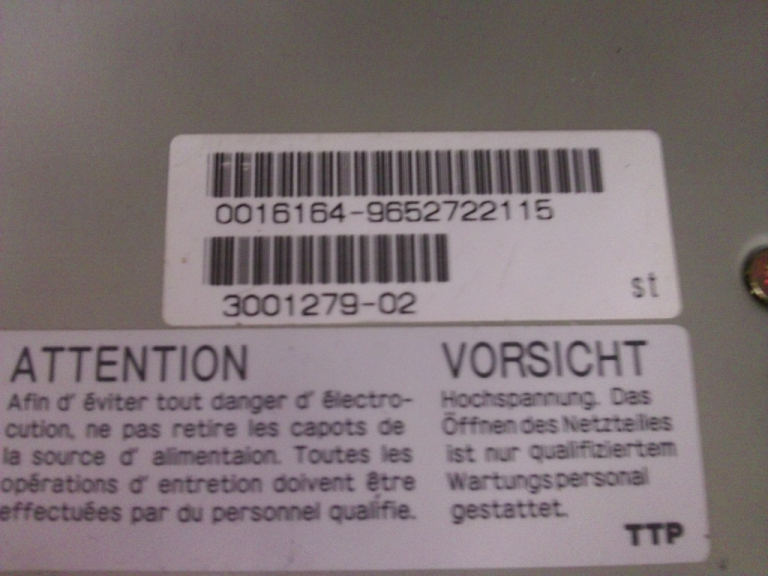 0016164-9652722115
3001279-02
st
ATTENTION
Afin d' éviter tout danger d' électro-
cution, ne pas retire les capots de
la source d' alimentaion. Toutes les
opérations d' entretion doivent être
effectuées par du personnel qualifie.
VORSICHT
Hochspannung. Das
Öffnen des Netzteiles
ist nur qualifiziertem
Wartungspersonal
gestattet.
TTP